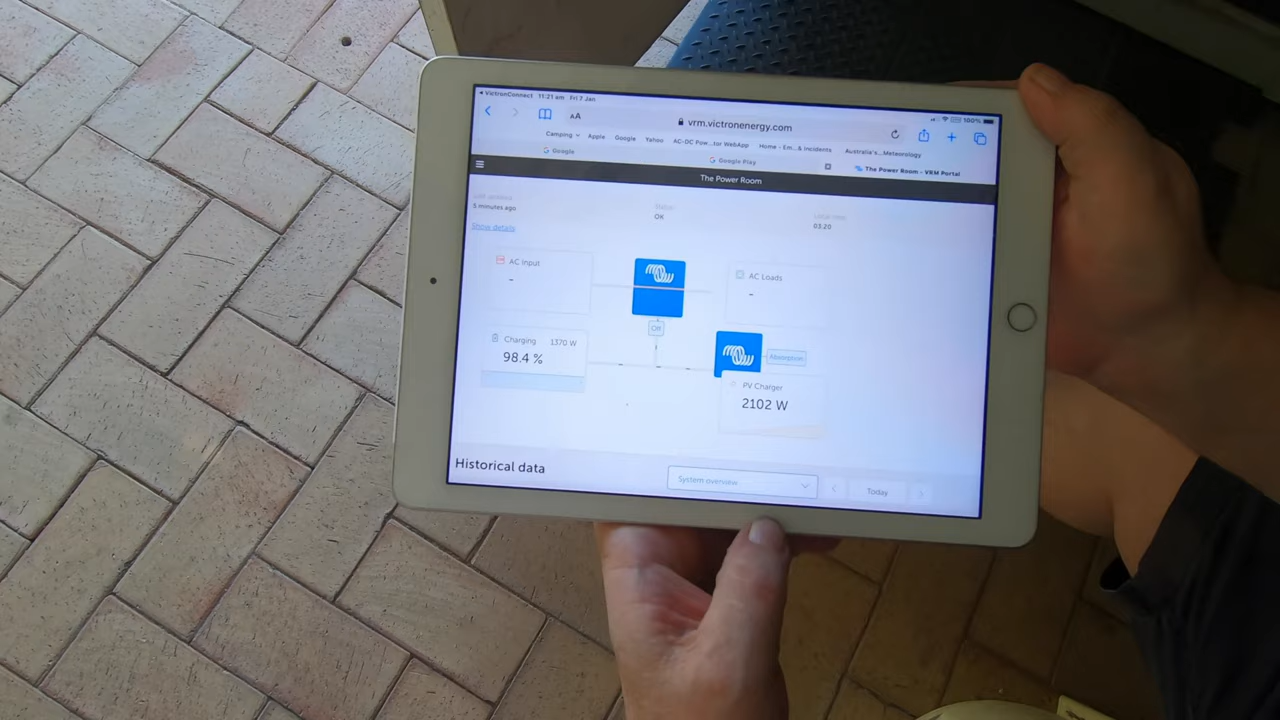 VictronConnect 11:21 am Fri 7 Jan
100%
AA
vrm.victronenergy.com
Camping Apple Google Yahoo AC-DC Pow...tor WebApp Home - Em...& Incidents Australia's...Meteorology
Google Google Play The Power Room - VRM Portal
The Power Room
5 minutes ago
Status
OK
Local time
03:20
Show details
AC Input
-
AC Loads
-
Off
Charging 1370 W
98.4 %
Absorption
PV Charger
2102 W
Historical data
System overview
Today